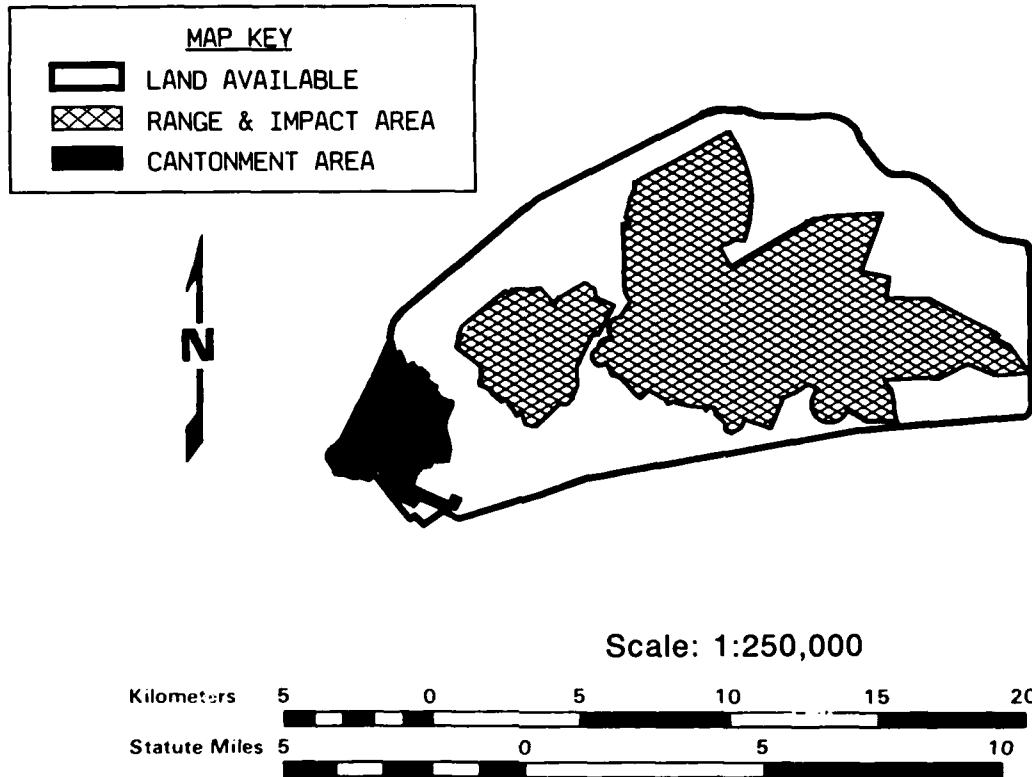 MAP KEY
LAND AVAILABLE
RANGE & IMPACT AREA
CANTONMENT AREA
N
Scale: 1:250,000
Kilometers 5 0 5 10 15 20
Statute Miles 5 0 5 10